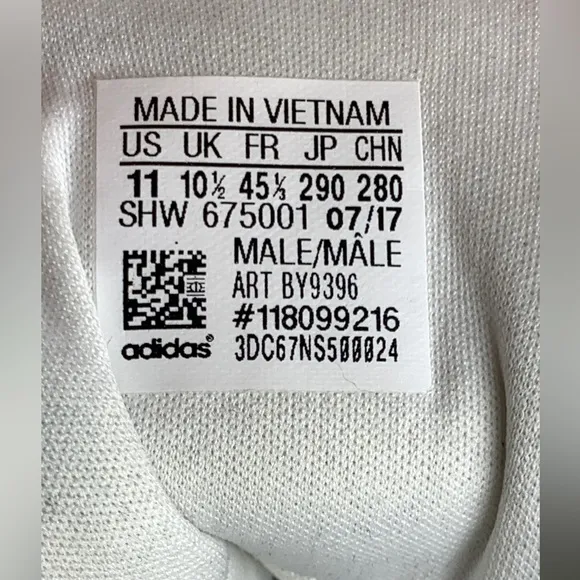 MADE IN VIETNAM
US UK FR JP CHN
11 10½ 45⅓ 290 280
SHW 675001 07/17
MALE/MÂLE
ART BY9396
#118099216
adidas® 3DC67NS500024